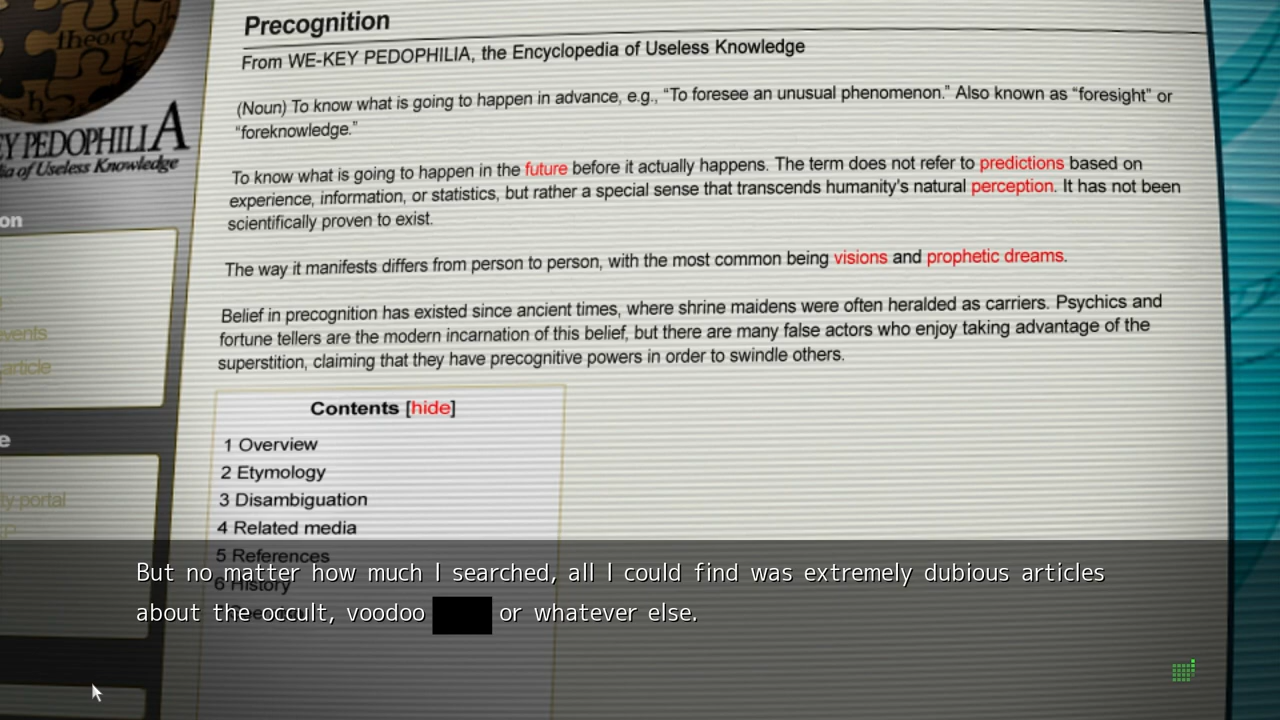 theory
EY PEDOPHILIA
dia of Useless Knowledge
on
events
article
e
ty portal
Precognition
From WE-KEY PEDOPHILIA, the Encyclopedia of Useless Knowledge
(Noun) To know what is going to happen in advance, e.g., “To foresee an unusual phenomenon.” Also known as “foresight” or
“foreknowledge.”
To know what is going to happen in the future before it actually happens. The term does not refer to predictions based on
experience, information, or statistics, but rather a special sense that transcends humanity's natural perception. It has not been
scientifically proven to exist.
The way it manifests differs from person to person, with the most common being visions and prophetic dreams.
Belief in precognition has existed since ancient times, where shrine maidens were often heralded as carriers. Psychics and
fortune tellers are the modern incarnation of this belief, but there are many false actors who enjoy taking advantage of the
superstition, claiming that they have precognitive powers in order to swindle others.
Contents [hide]
1 Overview
2 Etymology
3 Disambiguation
4 Related media
5 References
6 History
But no matter how much I searched, all I could find was extremely dubious articles
about the occult, voodoo or whatever else.